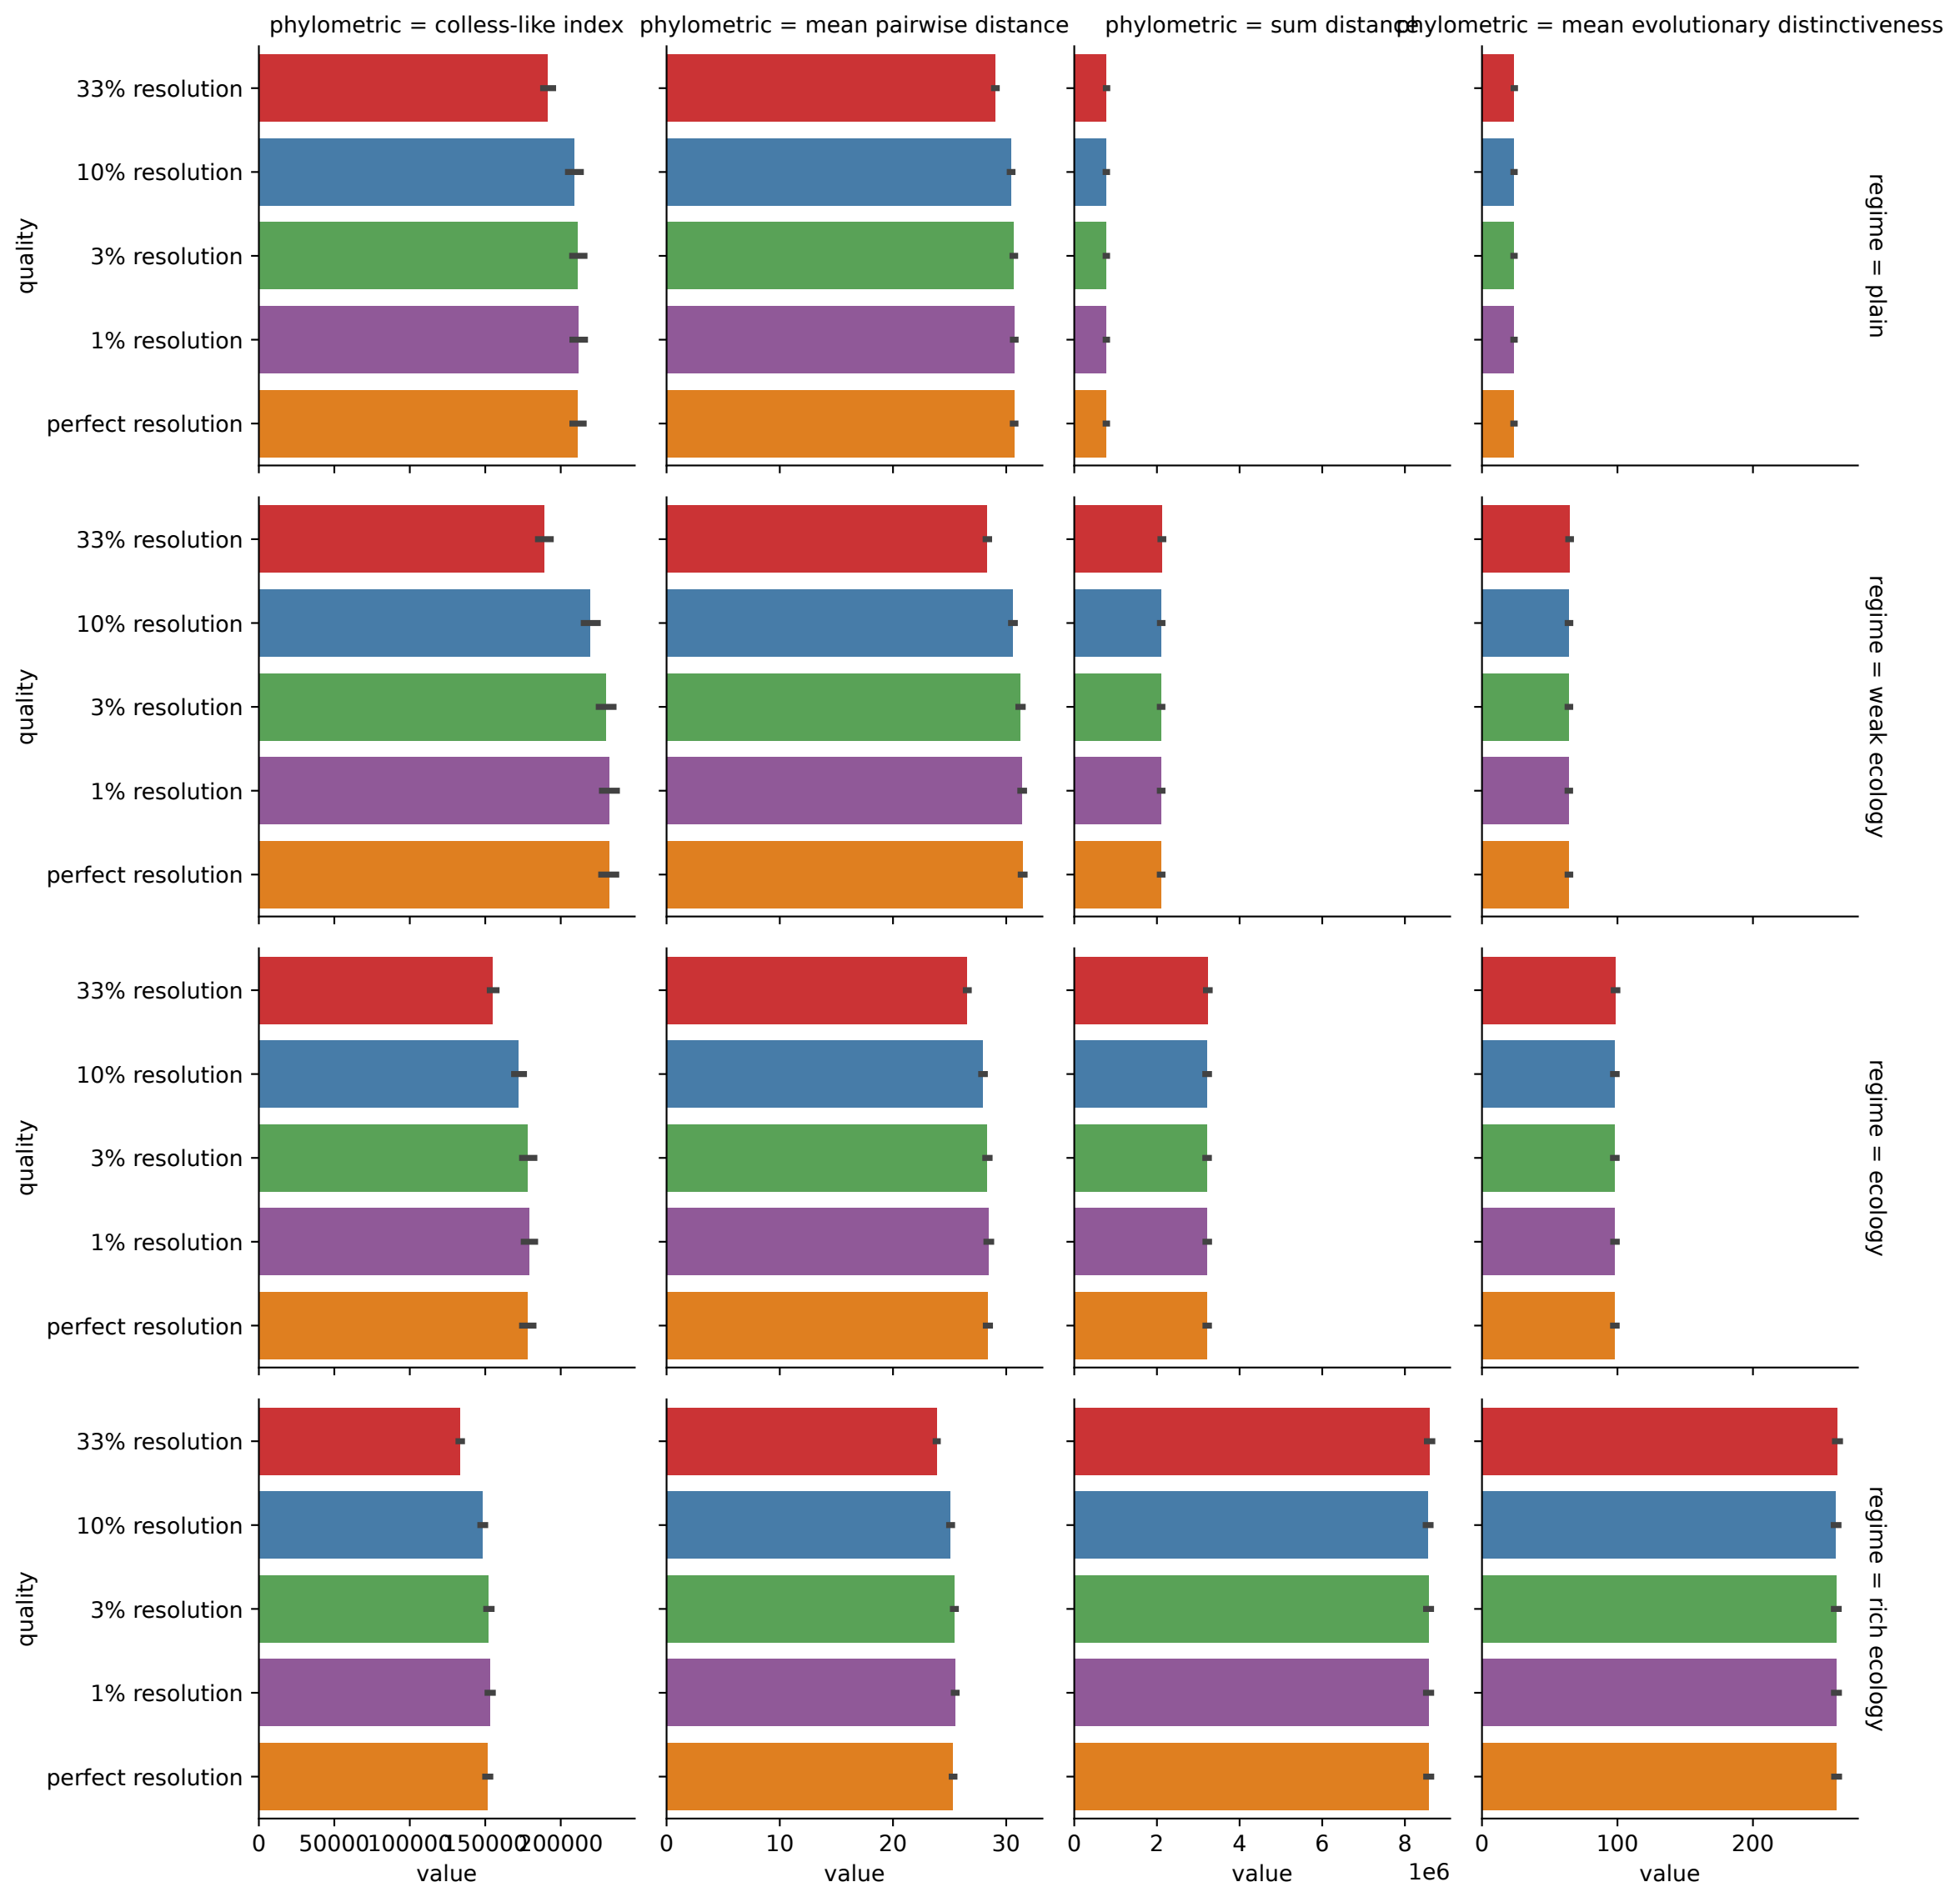 phylometric = colless-like index
phylometric = mean pairwise distance
phylometric = sum distance
phylometric = mean evolutionary distinctiveness
quality
33% resolution
10% resolution
3% resolution
1% resolution
perfect resolution
regime = plain
quality
33% resolution
10% resolution
3% resolution
1% resolution
perfect resolution
regime = weak ecology
quality
33% resolution
10% resolution
3% resolution
1% resolution
perfect resolution
regime = ecology
quality
33% resolution
10% resolution
3% resolution
1% resolution
perfect resolution
regime = rich ecology
0 50000 100000 150000 200000
value
0 10 20 30
value
0 2 4 6 8
1e6
value
0 100 200
value